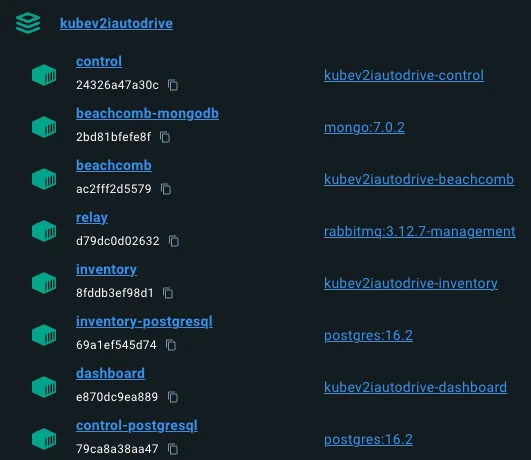 kubev2iautodrive
control kubev2iautodrive-control
24326a47a30c
beachcomb-mongodb mongo:7.0.2
2bd81bfefe8f
beachcomb kubev2iautodrive-beachcomb
ac2fff2d5579
relay rabbitmq:3.12.7-management
d79dc0d02632
inventory kubev2iautodrive-inventory
8fddb3ef98d1
inventory-postgresql postgres:16.2
69a1ef545d74
dashboard kubev2iautodrive-dashboard
e870dc9ea889
control-postgresql postgres:16.2
79ca8a38aa47